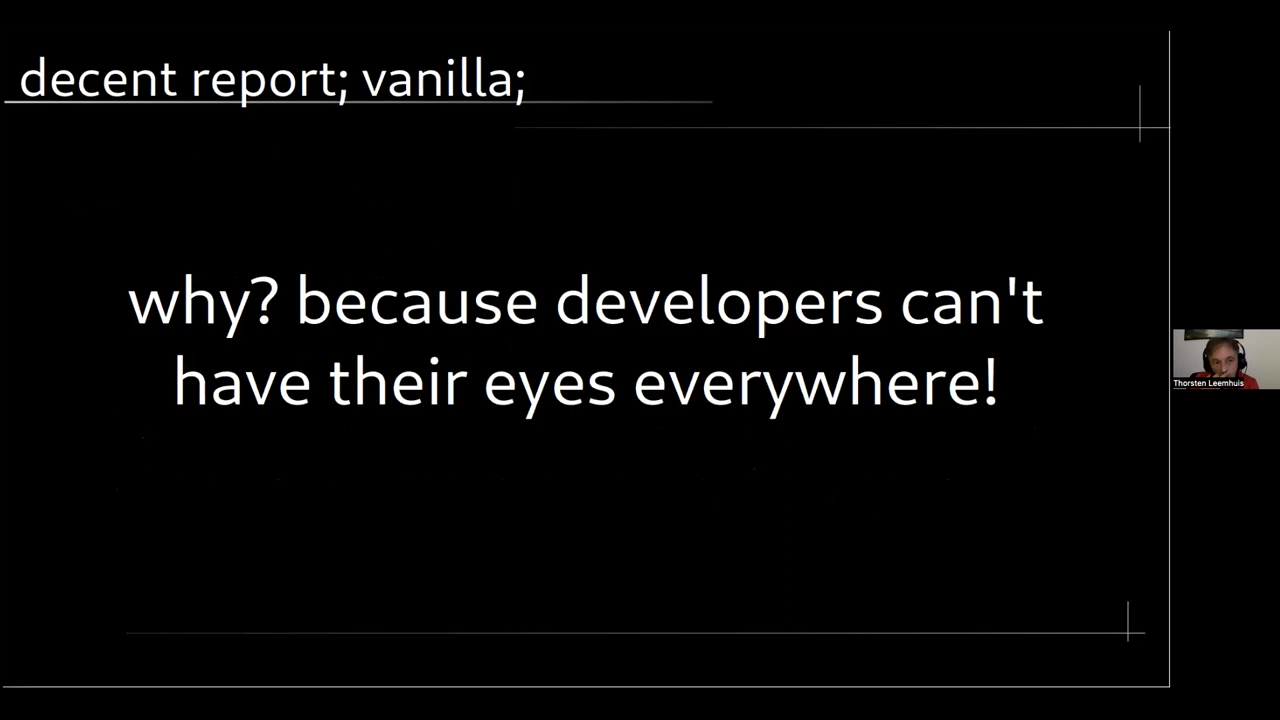 decent report; vanilla;
why? because developers can't
have their eyes everywhere!
Thorsten Leemhuis